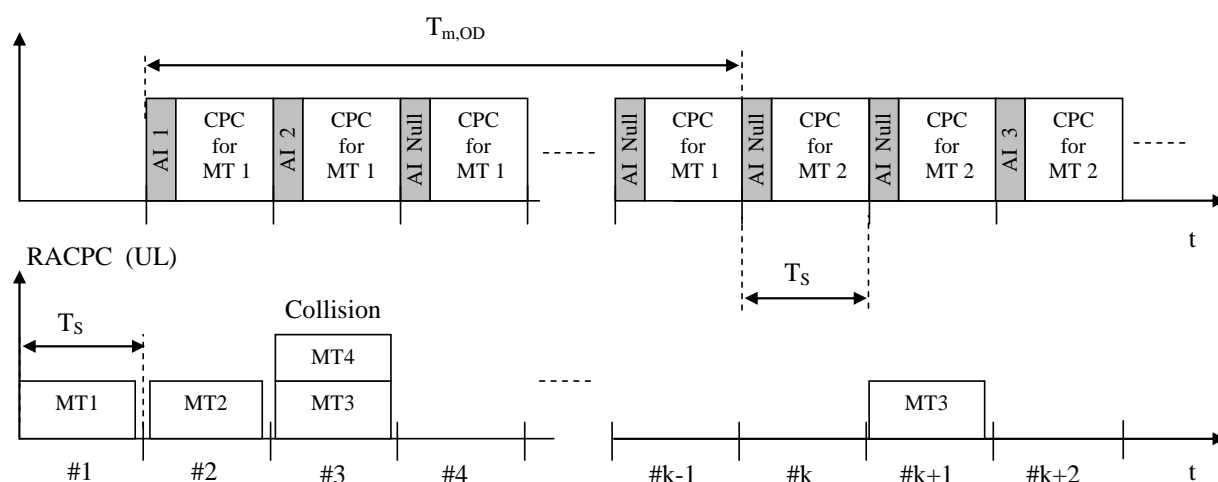 T_m,OD
AI 1
CPC
for
MT 1
AI 2
CPC
for
MT 1
AI Null
CPC
for
MT 1
AI Null
CPC
for
MT 1
AI Null
CPC
for
MT 2
AI Null
CPC
for
MT 2
AI 3
CPC
for
MT 2
t
RACPC (UL)
T_S
Collision
T_S
MT4
MT1
MT2
MT3
MT3
#1
#2
#3
#4
#k-1
#k
#k+1
#k+2
t